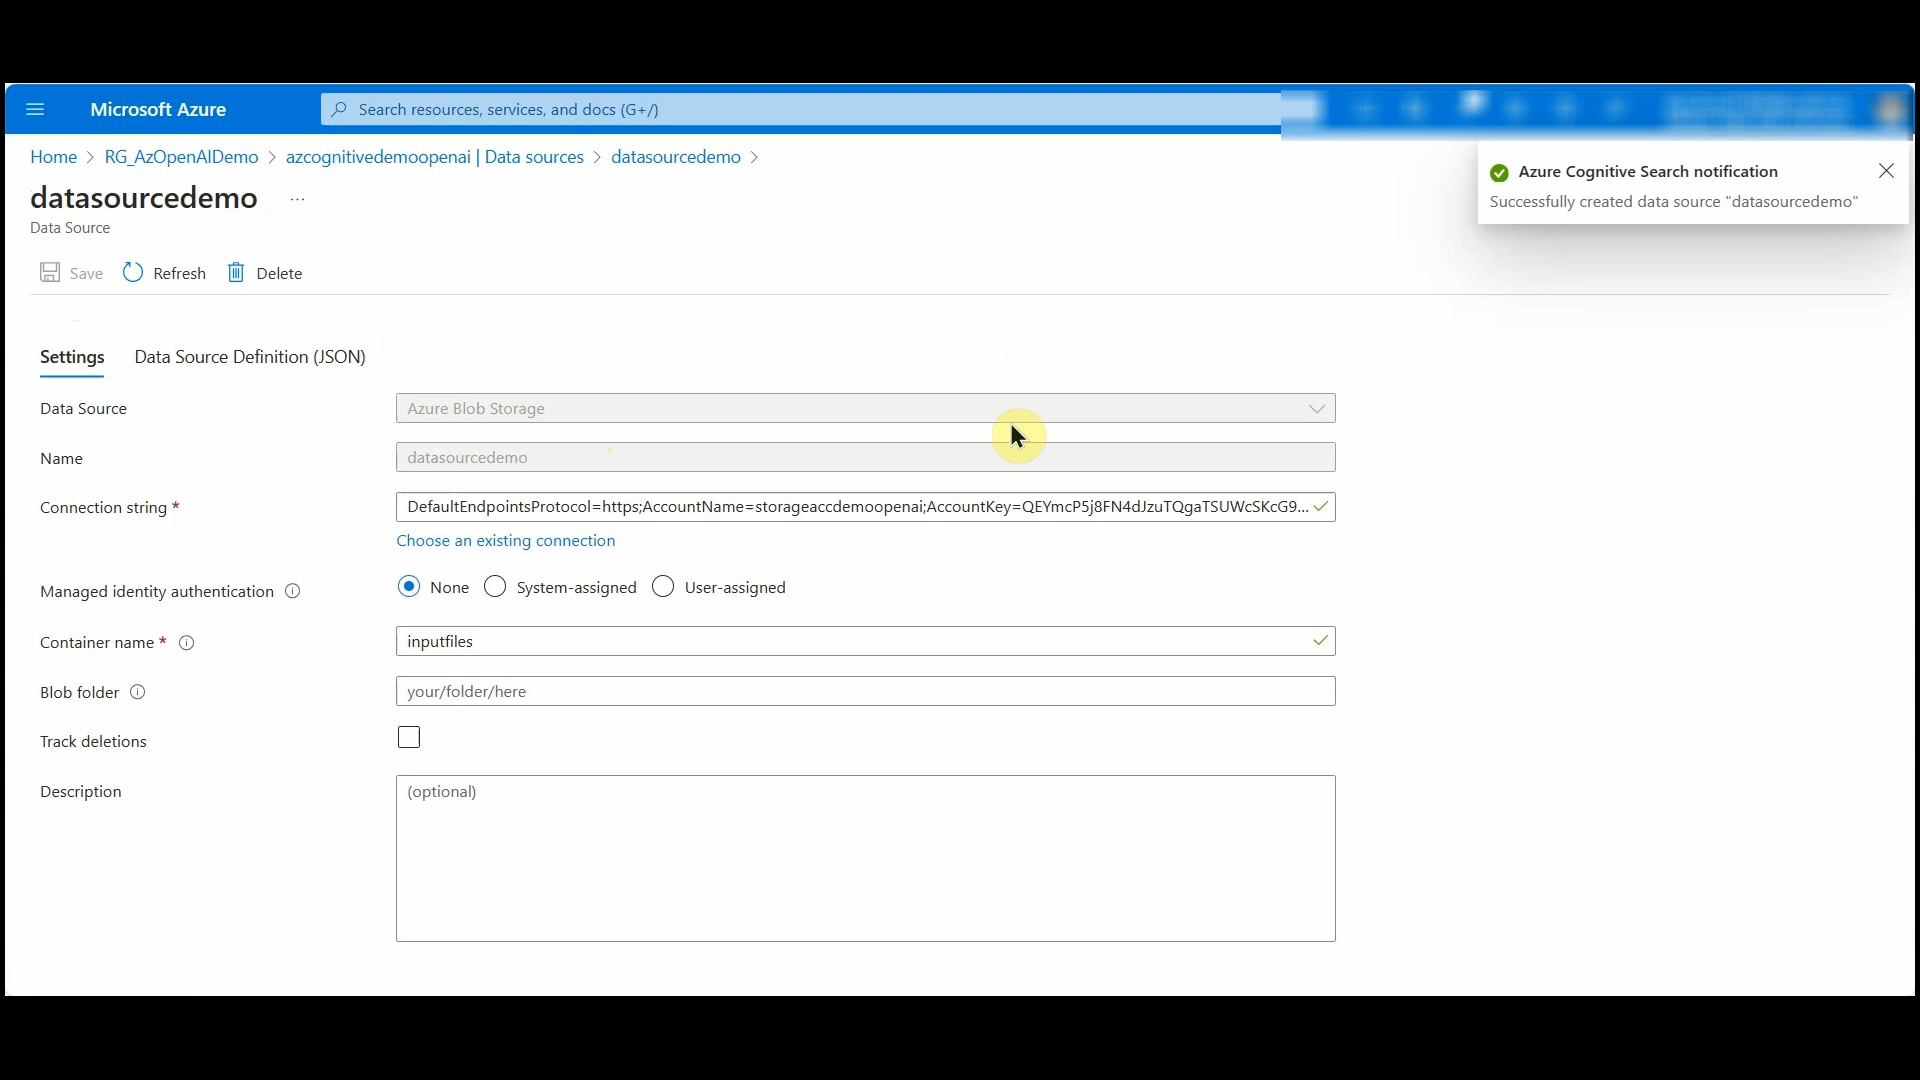 Microsoft Azure
Search resources, services, and docs (G+/)
Home > RG_AzOpenAIDemo > azcognitivedemoopenai | Data sources > datasourcedemo >
Azure Cognitive Search notification
Successfully created data source "datasourcedemo"
datasourcedemo ...
Data Source
Save Refresh Delete
Settings Data Source Definition (JSON)
Data Source Azure Blob Storage
Name datasourcedemo
Connection string * DefaultEndpointsProtocol=https;AccountName=storageaccdemoopenai;AccountKey=QEYmcP5j8FN4dJzuTQgaTSUWcSKcG9...
Choose an existing connection
Managed identity authentication None System-assigned User-assigned
Container name * inputfiles
Blob folder your/folder/here
Track deletions
Description (optional)